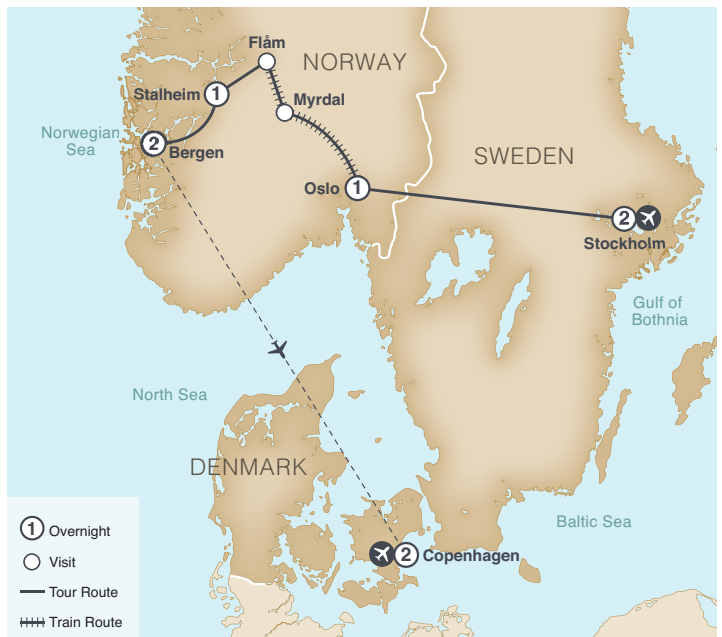 Flåm
NORWAY
Stalheim
1
Myrdal
Norwegian
Sea
2
Bergen
SWEDEN
Oslo
1
2
Stockholm
Gulf of
Bothnia
North Sea
DENMARK
Baltic Sea
2
Copenhagen
1 Overnight
Visit
Tour Route
Train Route